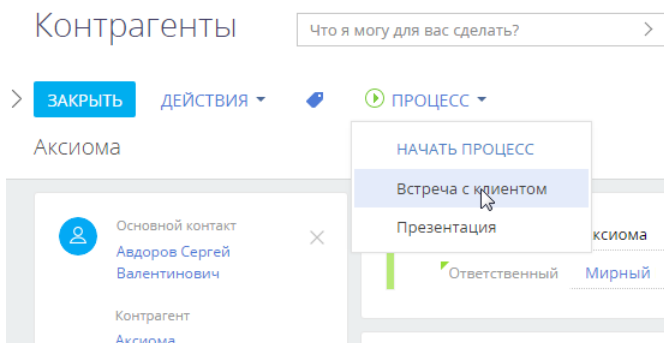 Контрагенты
Что я могу для вас сделать?
ЗАКРЫТЬ
ДЕЙСТВИЯ
ПРОЦЕСС
Аксиома
НАЧАТЬ ПРОЦЕСС
Встреча с клиентом
Презентация
Основной контакт
Авдоров Сергей
Валентинович
Контрагент
Аксиома
ксиома
Ответственный
Мирный